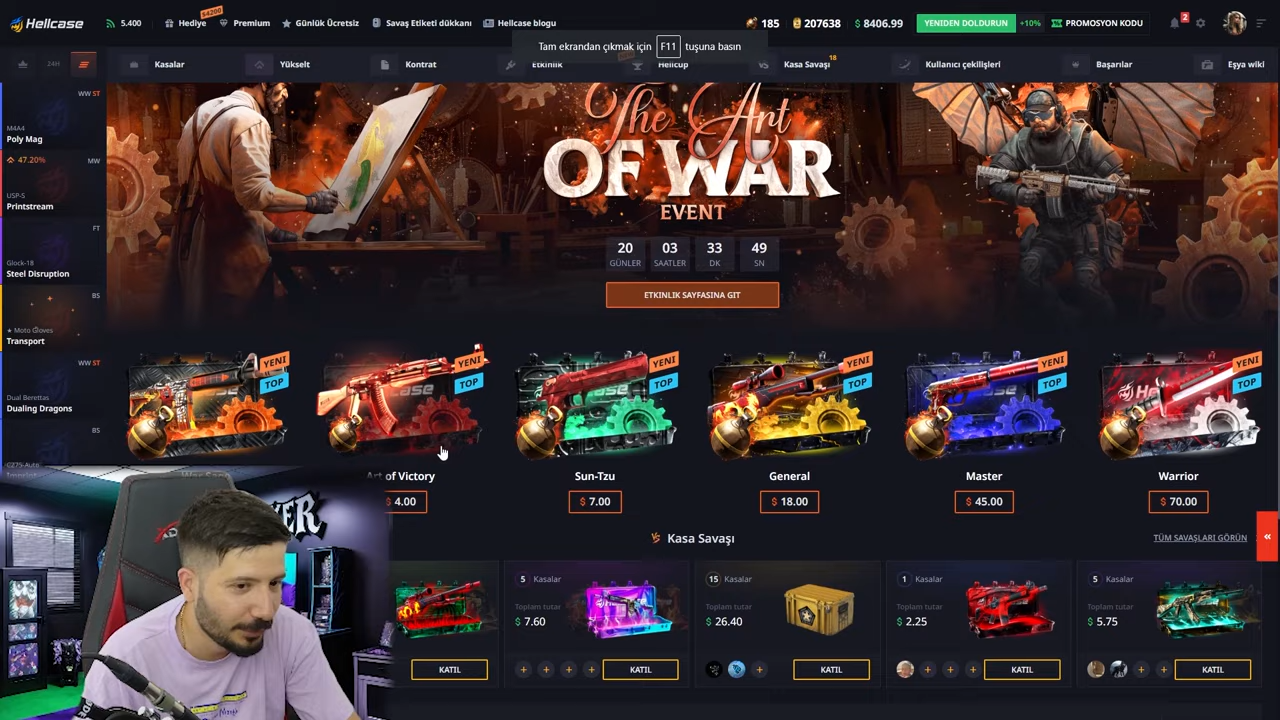 Hellcase
5.400
$4200
Hediye
Premium
Günlük Ücretsiz
Savaş Etiketi dükkanı
Hellcase blogu
185
207638
$ 8406.99
YENİDEN DOLDURUN
+10%
PROMOSYON KODU
2
Tam ekrandan çıkmak için F11 tuşuna basın
24H
Kasalar
Yükselt
Kontrat
Etkinlik
Hellcup
Kasa Savaşı
18
Kullanıcı çekilişleri
Başarılar
Eşya wiki
WW ST
M4A4
Poly Mag
47.20%
MW
USP-S
Printstream
FT
Glock-18
Steel Disruption
BS
★ Moto Gloves
Transport
WW ST
Dual Berettas
Dualing Dragons
BS
CZ75-Auto
The Art
OF WAR
EVENT
20
03
33
49
GÜNLER
SAATLER
DK
SN
ETKINLIK SAYFASINA GIT
YENİ
TOP
YENİ
TOP
YENİ
TOP
YENİ
TOP
YENİ
TOP
YENİ
TOP
Art of Victory
Sun-Tzu
General
Master
Warrior
$ 4.00
$ 7.00
$ 18.00
$ 45.00
$ 70.00
VS Kasa Savaşı
TÜM SAVAŞLARI GÖRÜN
«
5 Kasalar
Toplam tutar
$ 7.60
15 Kasalar
Toplam tutar
$ 26.40
1 Kasalar
Toplam tutar
$ 2.25
5 Kasalar
Toplam tutar
$ 5.75
KATIL
+ + + + KATIL
+ KATIL
+ + + KATIL
+ + KATIL